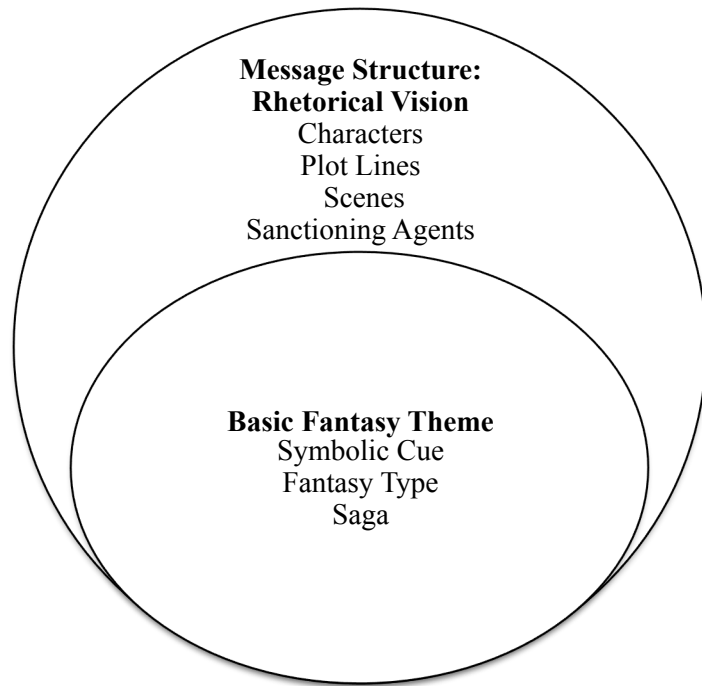 Message Structure:
Rhetorical Vision
Characters
Plot Lines
Scenes
Sanctioning Agents
Basic Fantasy Theme
Symbolic Cue
Fantasy Type
Saga